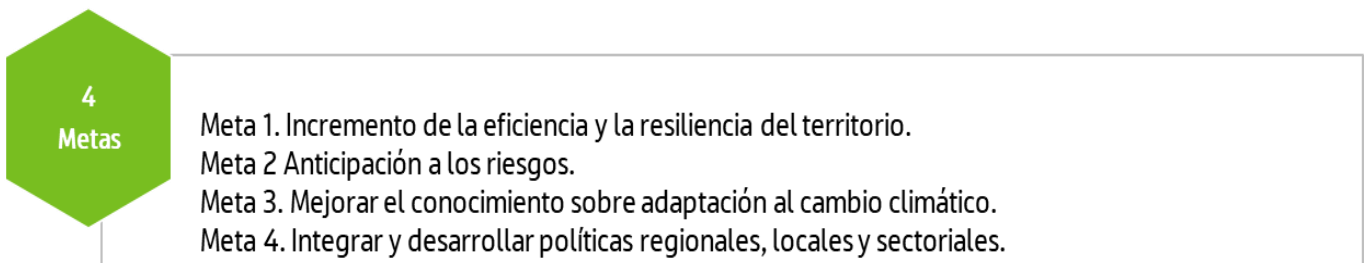 4
Metas
Meta 1. Incremento de la eficiencia y la resiliencia del territorio.
Meta 2 Anticipación a los riesgos.
Meta 3. Mejorar el conocimiento sobre adaptación al cambio climático.
Meta 4. Integrar y desarrollar políticas regionales, locales y sectoriales.